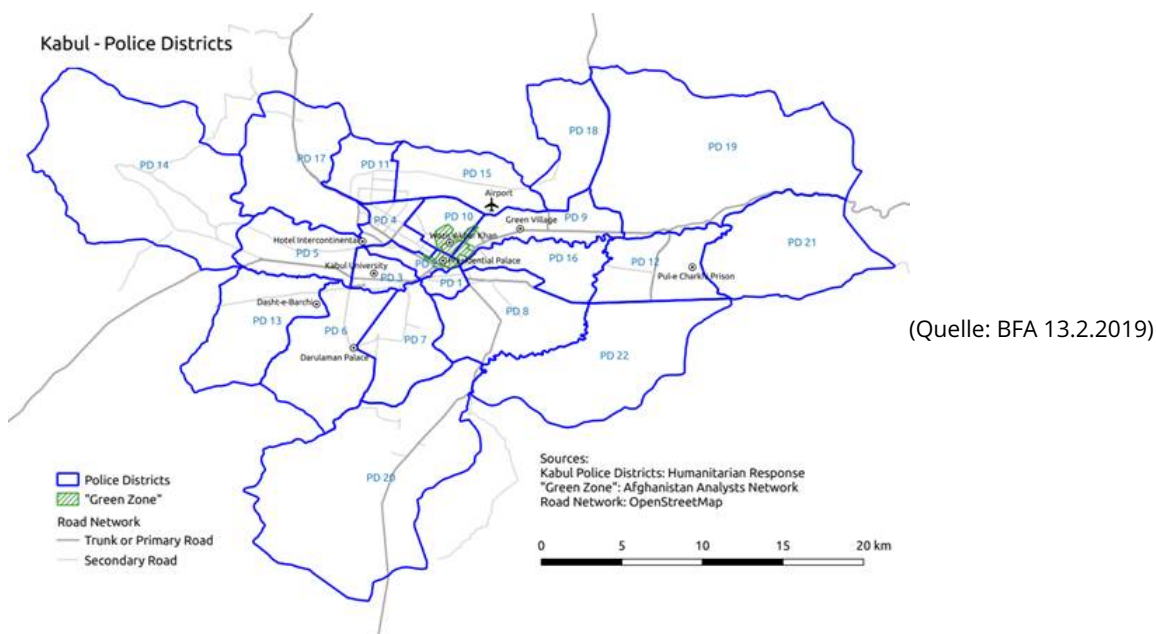 Kabul - Police Districts
PD 18
PD 19
PD 14
PD 17
PD 11
PD 15
Airport
PD 10
PD 4
PD 9
Green Village
Hotel Intercontinental
PD 5
Presidential Palace
PD 16
PD 12
PD 21
Kabul University
PD 3
PD 1
Pul-e Charkhi Prison
Dasht-e-Barchi
PD 13
PD 6
PD 7
PD 8
Darulaman Palace
PD 22
(Quelle: BFA 13.2.2019)
PD 20
Police Districts
"Green Zone"
Road Network
Trunk or Primary Road
Secondary Road
Sources:
Kabul Police Districts: Humanitarian Response
"Green Zone": Afghanistan Analysts Network
Road Network: OpenStreetMap
0 5 10 15 20 km